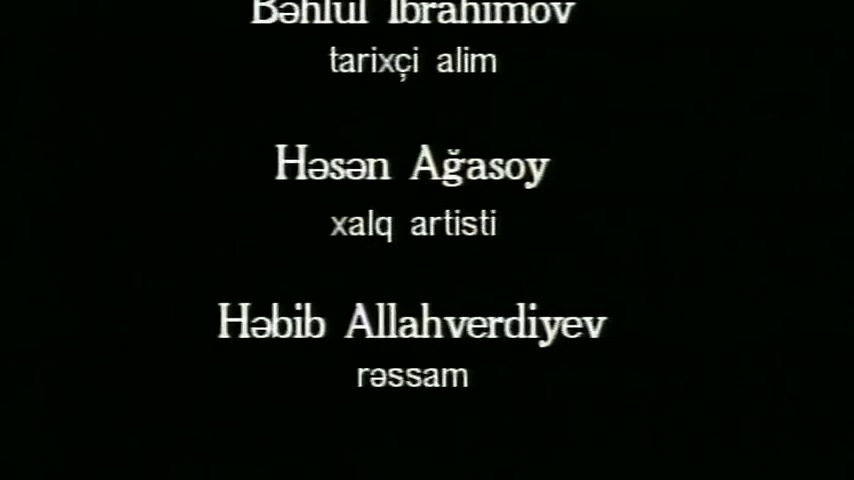 Bəhlul İbrahimov
tarixçi alim
Həsən Ağasoy
xalq artisti
Həbib Allahverdiyev
rəssam